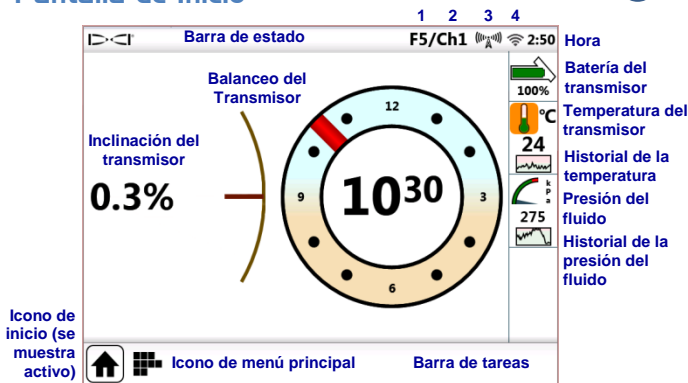 Pantalla de inicio
1 2 3 4
Barra de estado
F5/Ch1
2:50
Hora
Balanceo del
Transmisor
Inclinación del
transmisor
0.3%
12
3
6
9
1030
100%
Batería del
transmisor
°C
24
Temperatura del
transmisor
Historial de la
temperatura
k
P
a
275
Presión del
fluido
Historial de la
presión del
fluido
Icono de
inicio (se
muestra
activo)
Icono de menú principal
Barra de tareas